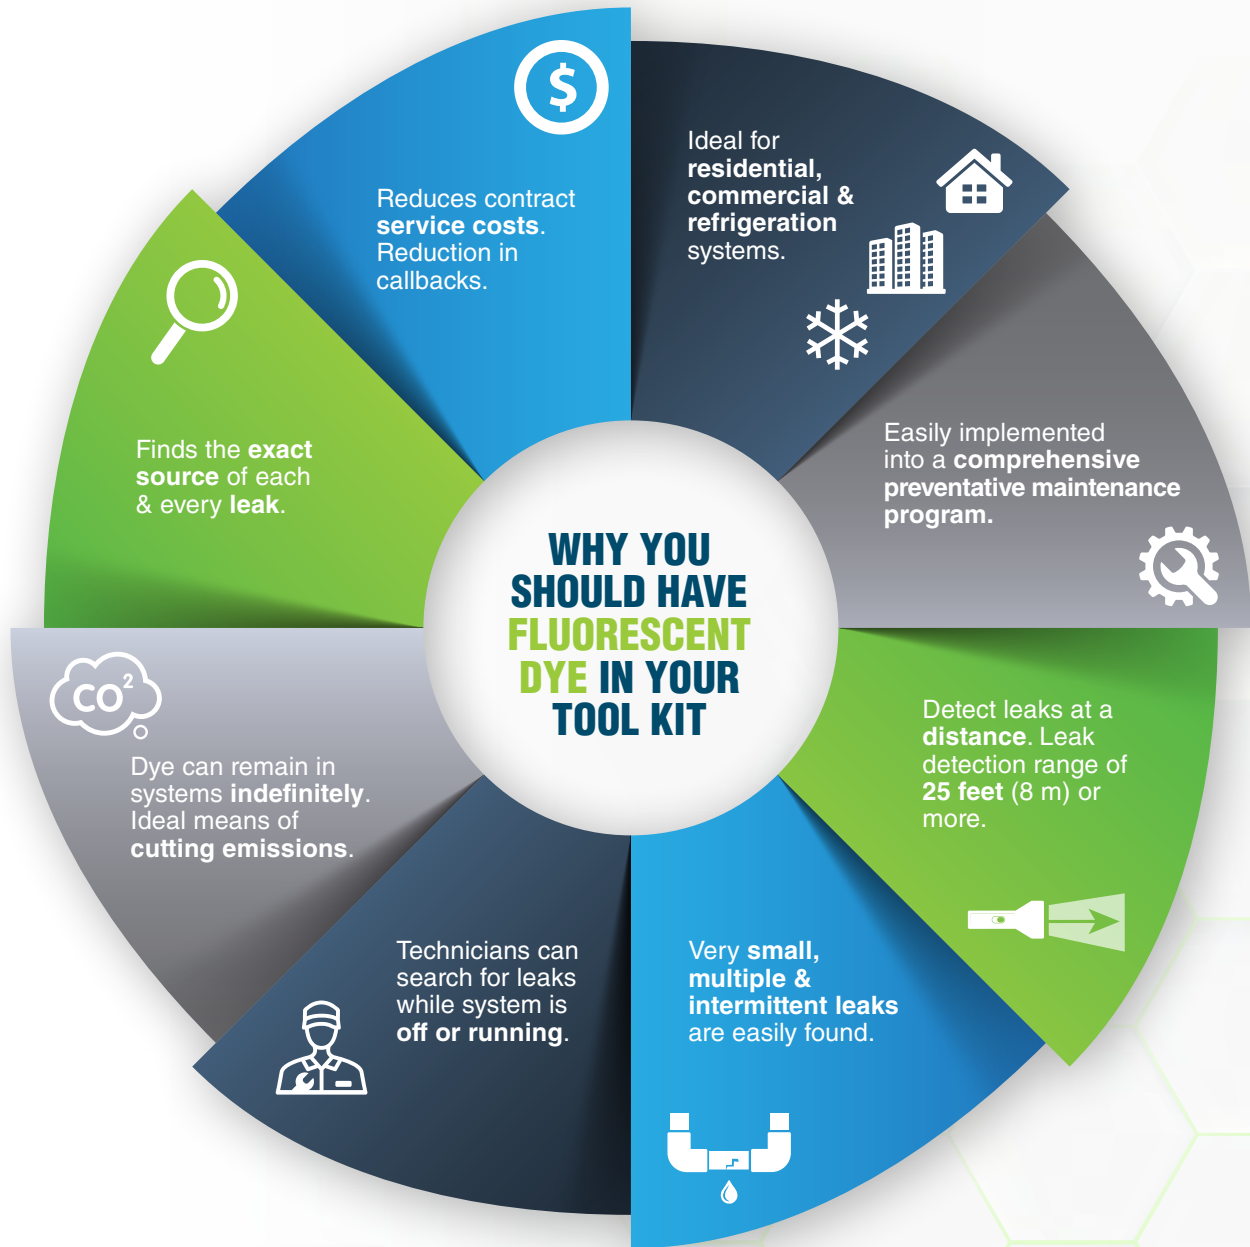 WHY YOU
SHOULD HAVE
FLUORESCENT
DYE IN YOUR
TOOL KIT
$
Reduces contract
service costs.
Reduction in
callbacks.
Ideal for
residential,
commercial &
refrigeration
systems.
Easily implemented
into a comprehensive
preventative maintenance
program.
Detect leaks at a
distance. Leak
detection range of
25 feet (8 m) or
more.
Very small,
multiple &
intermittent leaks
are easily found.
Technicians can
search for leaks
while system is
off or running.
CO²
Dye can remain in
systems indefinitely.
Ideal means of
cutting emissions.
Finds the exact
source of each
& every leak.